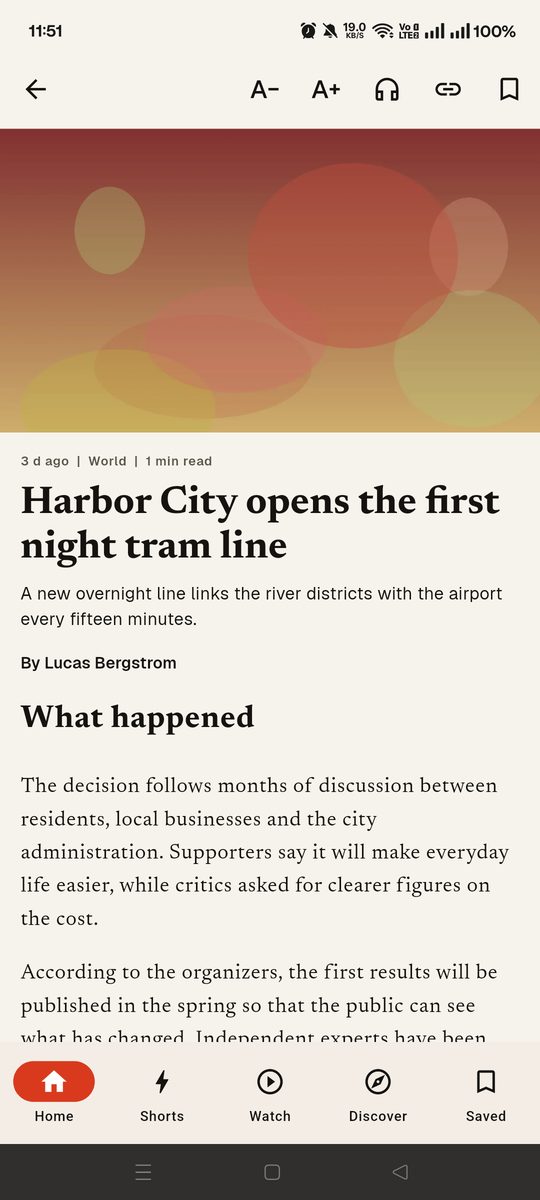 11:51
19.0 KB/S
Vo LTE
100%
A−
A+
3 d ago | World | 1 min read
Harbor City opens the first
night tram line
A new overnight line links the river districts with the airport
every fifteen minutes.
By Lucas Bergstrom
What happened
The decision follows months of discussion between
residents, local businesses and the city
administration. Supporters say it will make everyday
life easier, while critics asked for clearer figures on
the cost.
According to the organizers, the first results will be
published in the spring so that the public can see
what has changed. Independent experts have been
Home
Shorts
Watch
Discover
Saved